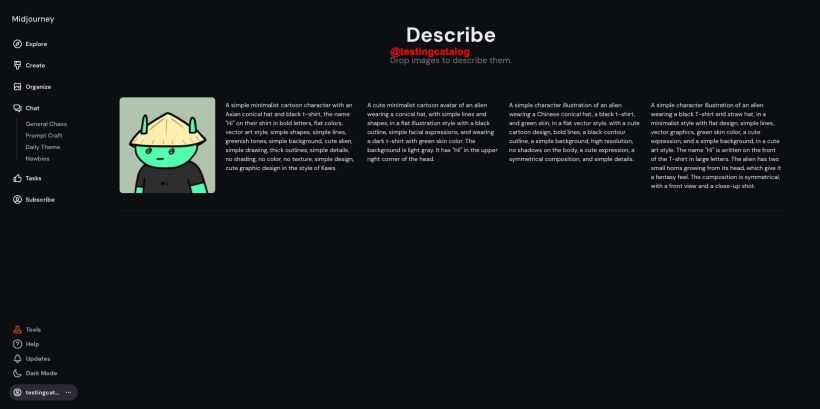 Midjourney
Explore
Create
Organize
Chat
General Chaos
Prompt Craft
Daily Theme
Newbies
Tasks
Subscribe
Tools
Help
Updates
Dark Mode
testingcat... ...
Describe
@testingcatalog
Drop images to describe them.
Hi
A simple minimalist cartoon character with an
Asian conical hat and black t-shirt, the name
"Hi" on their shirt in bold letters, flat colors,
vector art style, simple shapes, simple lines,
greenish tones, simple background, cute alien,
simple drawing, thick outlines, simple details,
no shading, no color, no texture, simple design,
cute graphic design in the style of Kaws.
A cute minimalist cartoon avatar of an alien
wearing a conical hat, with simple lines and
shapes, in a flat illustration style with a black
outline, simple facial expressions, and wearing
a dark t-shirt with green skin color. The
background is light gray. It has "hi!" in the upper
right corner of the head.
A simple character illustration of an alien
wearing a Chinese conical hat, a black t-shirt,
and green skin, in a flat vector style, with a cute
cartoon design, bold lines, a black contour
outline, a simple background, high resolution,
no shadows on the body, a cute expression, a
symmetrical composition, and simple details.
A simple character illustration of an alien
wearing a black T-shirt and straw hat, in a
minimalist style with flat design, simple lines,
vector graphics, green skin color, a cute
expression, and a simple background, in a cute
art style. The name "Hi" is written on the front
of the T-shirt in large letters. The alien has two
small horns growing from its head, which give it
a fantasy feel. The composition is symmetrical,
with a front view and a close-up shot.